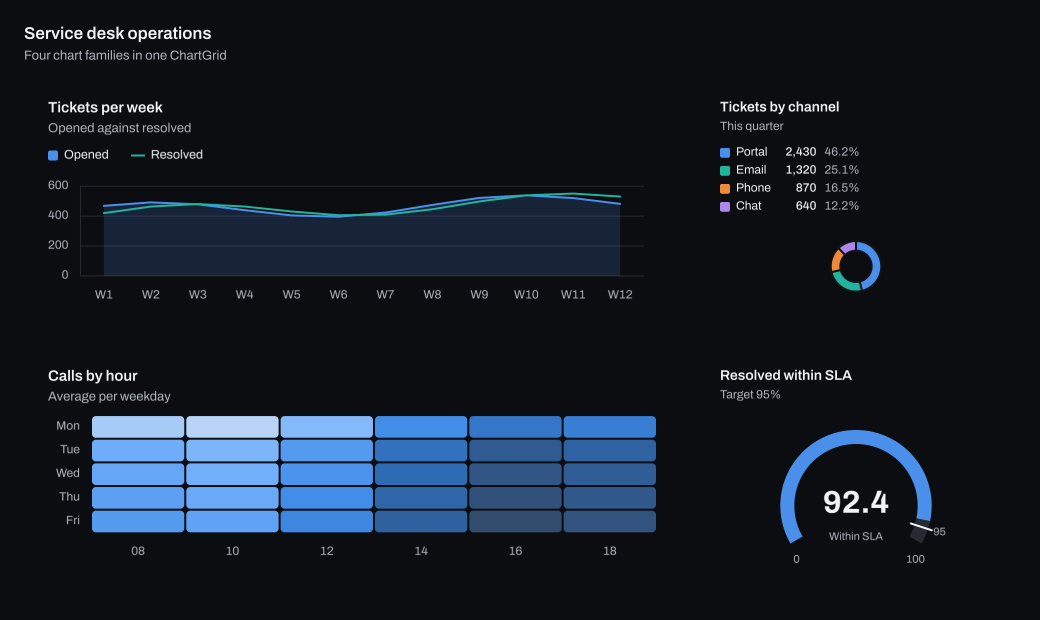 Service desk operations
Four chart families in one ChartGrid
Tickets per week
Opened against resolved
Opened Resolved
600
400
200
0
W1 W2 W3 W4 W5 W6 W7 W8 W9 W10 W11 W12
Tickets by channel
This quarter
Portal 2,430 46.2%
Email 1,320 25.1%
Phone 870 16.5%
Chat 640 12.2%
Calls by hour
Average per weekday
Mon
Tue
Wed
Thu
Fri
08 10 12 14 16 18
Resolved within SLA
Target 95%
92.4
Within SLA
95
0 100